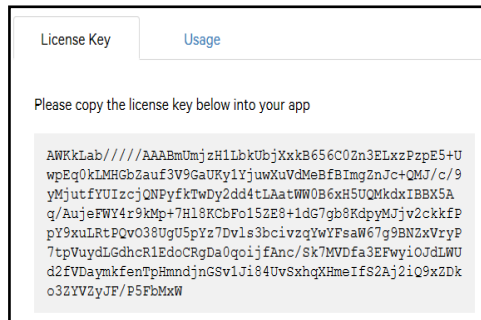 License Key
Usage
Please copy the license key below into your app
AWKkLab/////AAABmUmjzH1LbkUbjXxkB656C0Zn3ELxzPzpE5+U
wpEq0kLMHGbZauf3V9GaUKy1YjuwXuVdMeBfBImgZnJc+QMJ/c/9
yMjutfYUIzcjQNPyfkTwDy2dd4tLAatWW0B6xH5UQMkdxIBBX5A
q/AujeFWY4r9kMp+7Hl8KCbFo15ZE8+1dG7gb8KdpyMJjv2ckkfP
pY9xuLRtPQvO38UgU5pYz7Dvls3bcivzqYwYFsaW67g9BNZxVryP
7tpVuydLGdhcR1EdoCRgDa0qoijfAnc/Sk7MVDfa3EFwyiOJdLWU
d2fVDaymkfenTpHmndjnGSv1Ji84UvSxhqXHmeIfS2Aj2iQ9xZDk
o3ZYVZyJF/P5FbMxW